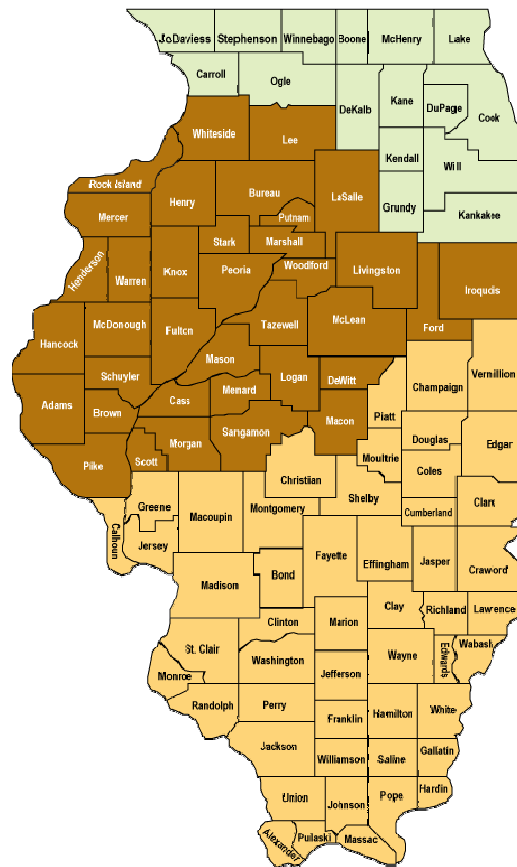 JoDaviess Stephenson Winnebago Boone McHenry Lake
Carroll
Ogle
DeKalb
Kane
DuPage
Cook
Whiteside
Lee
Kendall
Will
Rock Island
Bureau
LaSalle
Grundy
Kankakee
Mercer
Henry
Putnam
Stark
Marshall
Henderson
Warren
Knox
Peoria
Woodiford
Livingston
Iroqucis
Hancock
McDonough
Fulton
Tazewell
McLean
Ford
Mason
Schuyler
Logan
DeWitt
Champaign
Vermillion
Adams
Brown
Cass
Menard
Macon
Piatt
Douglas
Edgar
Pike
Scott
Morgan
Sangamon
Moultrie
Coles
Christian
Shelby
Cumberland
Clark
Calhoun
Greene
Macoupin
Montgomery
Jersey
Fayette
Effingham
Jasper
Craword
Madison
Bond
Clay
Richland
Lawrence
Clinton
Marion
St. Clair
Washington
Wayne
Edwards
Wabash
Monroe
Jefferson
Randolph
Perry
Franklin
Hamilton
White
Jackson
Williamson
Saline
Gallatin
Union
Johnson
Pope
Hardin
Alexander
Pulaski
Massac